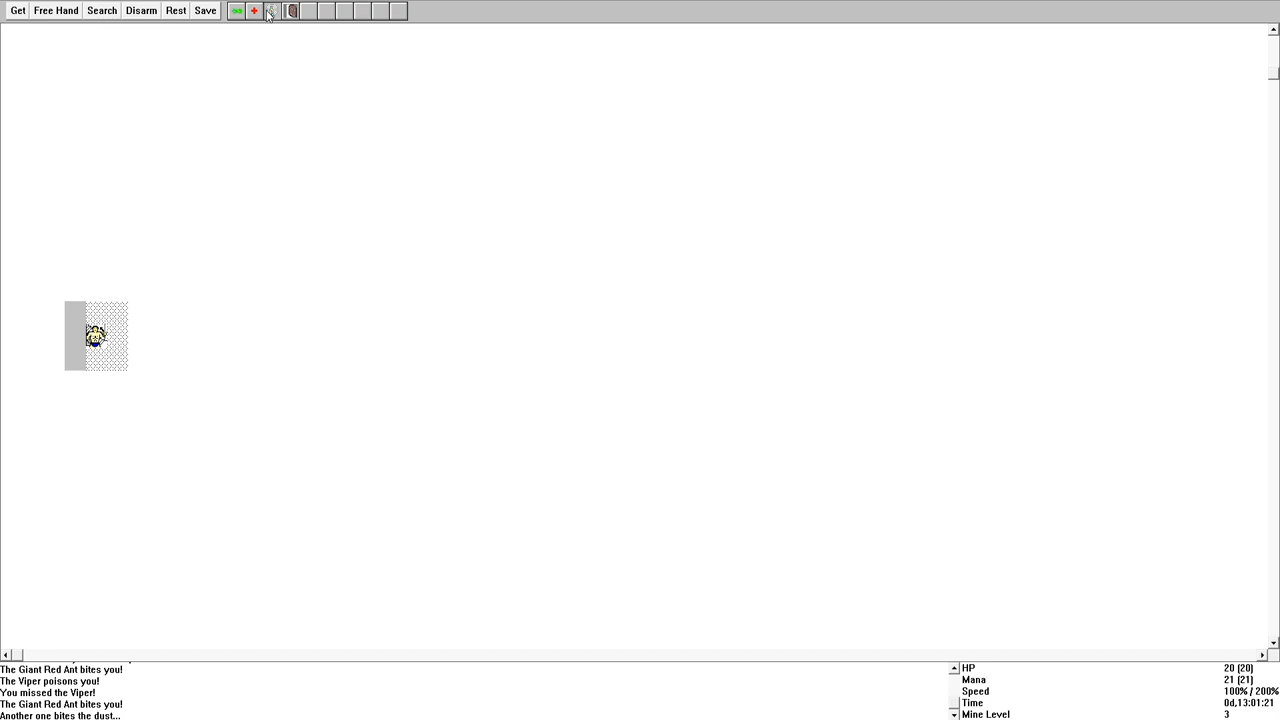 Get Free Hand Search Disarm Rest Save
The Giant Red Ant bites you!
The Viper poisons you!
You missed the Viper!
The Giant Red Ant bites you!
Another one bites the dust...
HP 20 (20)
Mana 21 (21)
Speed 100% / 200%
Time 0d,13:01:21
Mine Level 3